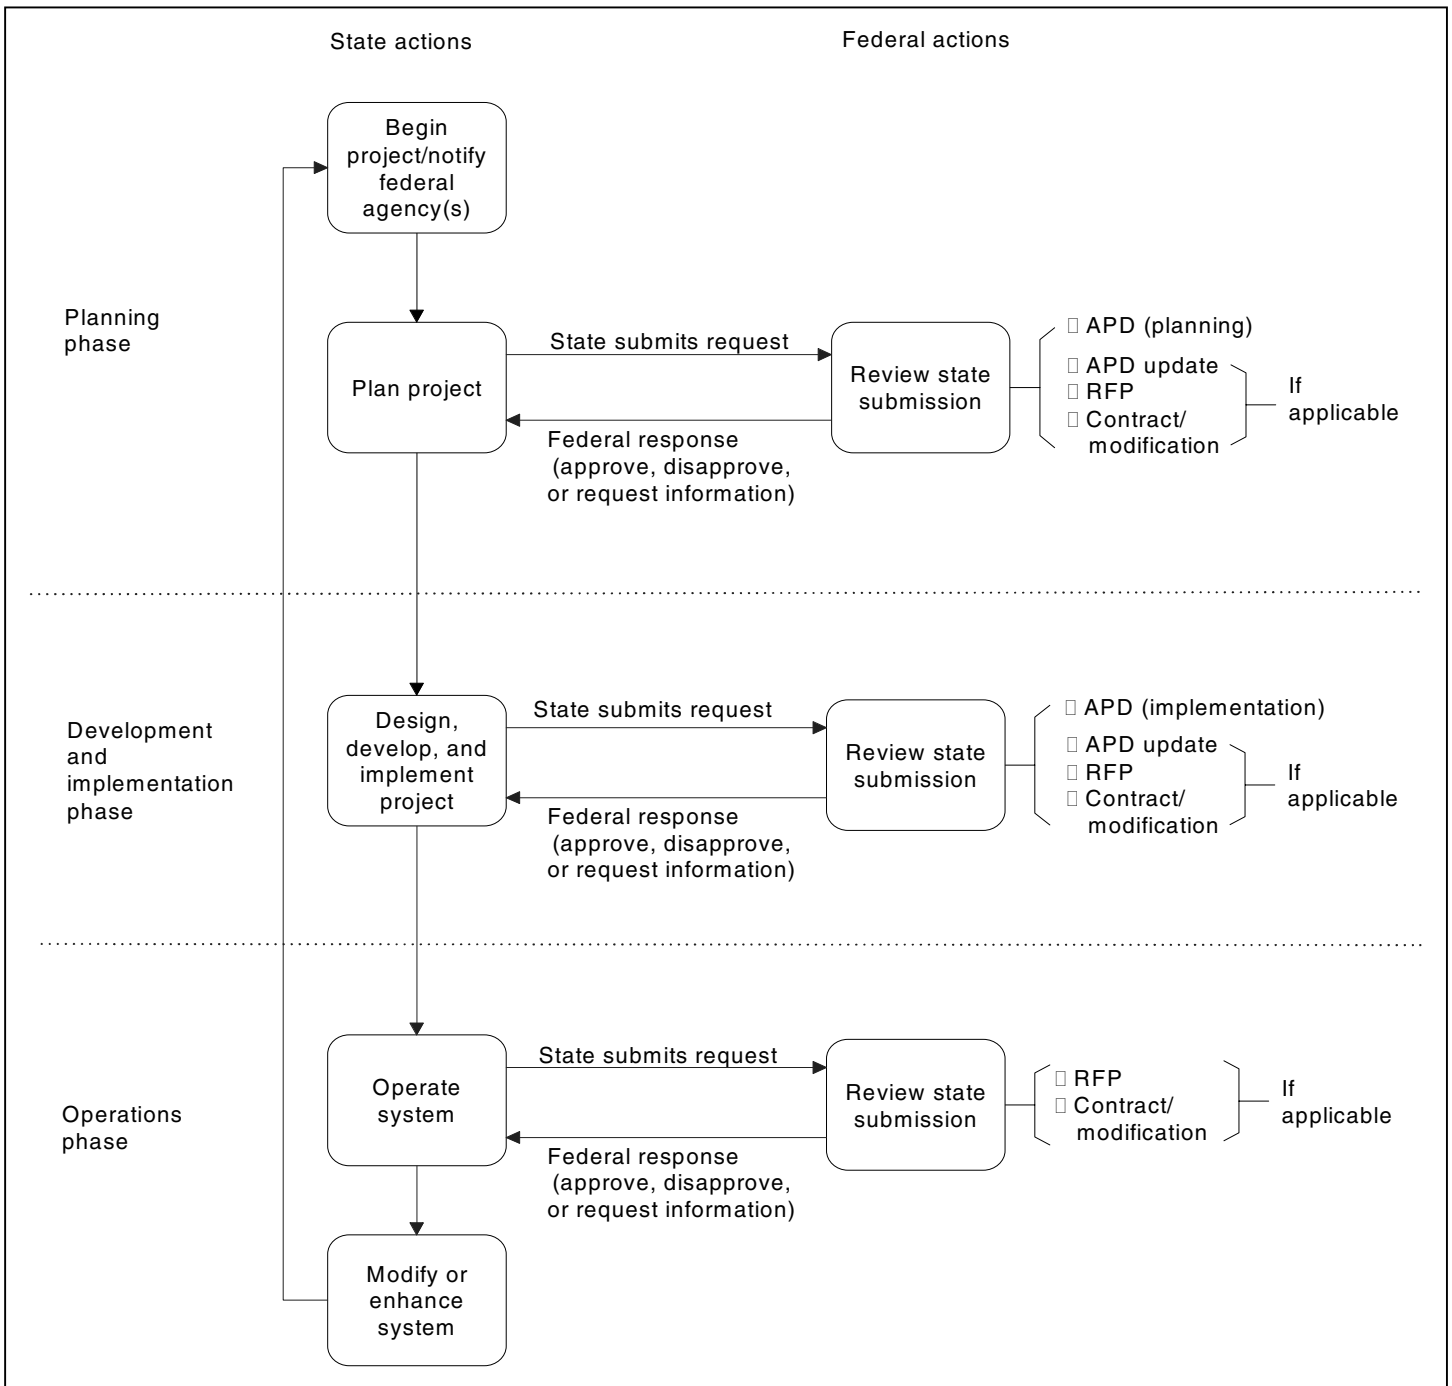 State actions
Federal actions
Begin
project/notify
federal
agency(s)
Planning
phase
Plan project
State submits request
Federal response
(approve, disapprove,
or request information)
Review state
submission
APD (planning)
APD update
RFP
Contract/
modification
If
applicable
Development
and
implementation
phase
Design,
develop, and
implement
project
State submits request
Federal response
(approve, disapprove,
or request information)
Review state
submission
APD (implementation)
APD update
RFP
Contract/
modification
If
applicable
Operations
phase
Operate
system
State submits request
Federal response
(approve, disapprove,
or request information)
Review state
submission
RFP
Contract/
modification
If
applicable
Modify or
enhance
system